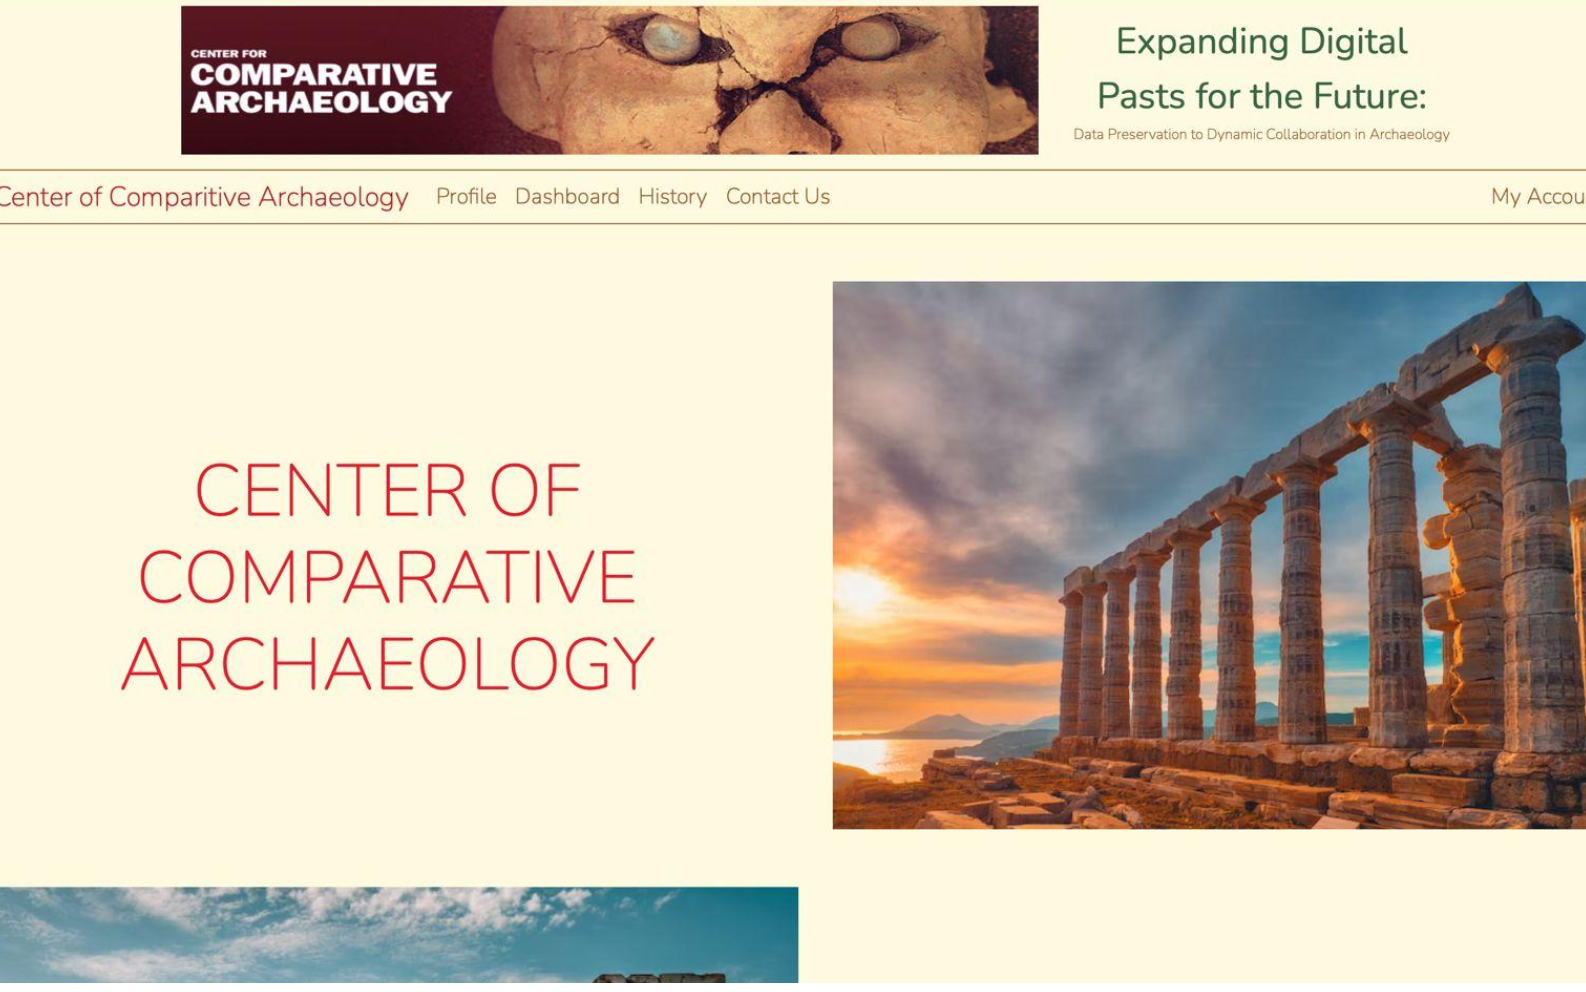 CENTER FOR
COMPARATIVE
ARCHAEOLOGY
Expanding Digital
Pasts for the Future:
Data Preservation to Dynamic Collaboration in Archaeology
Center of Comparitive Archaeology Profile Dashboard History Contact Us My Accou
CENTER OF
COMPARATIVE
ARCHAEOLOGY